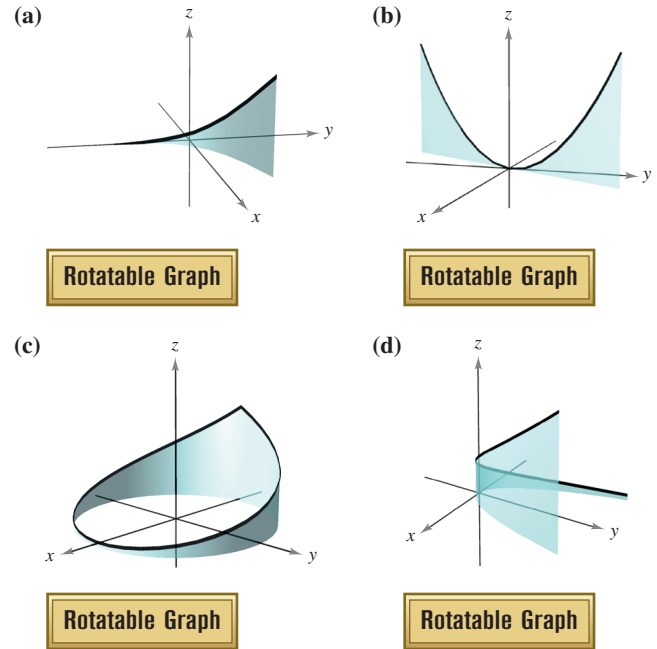 (a)
z
y
x
Rotatable Graph
(b)
z
y
x
Rotatable Graph
(c)
z
x
y
Rotatable Graph
(d)
z
x
y
Rotatable Graph